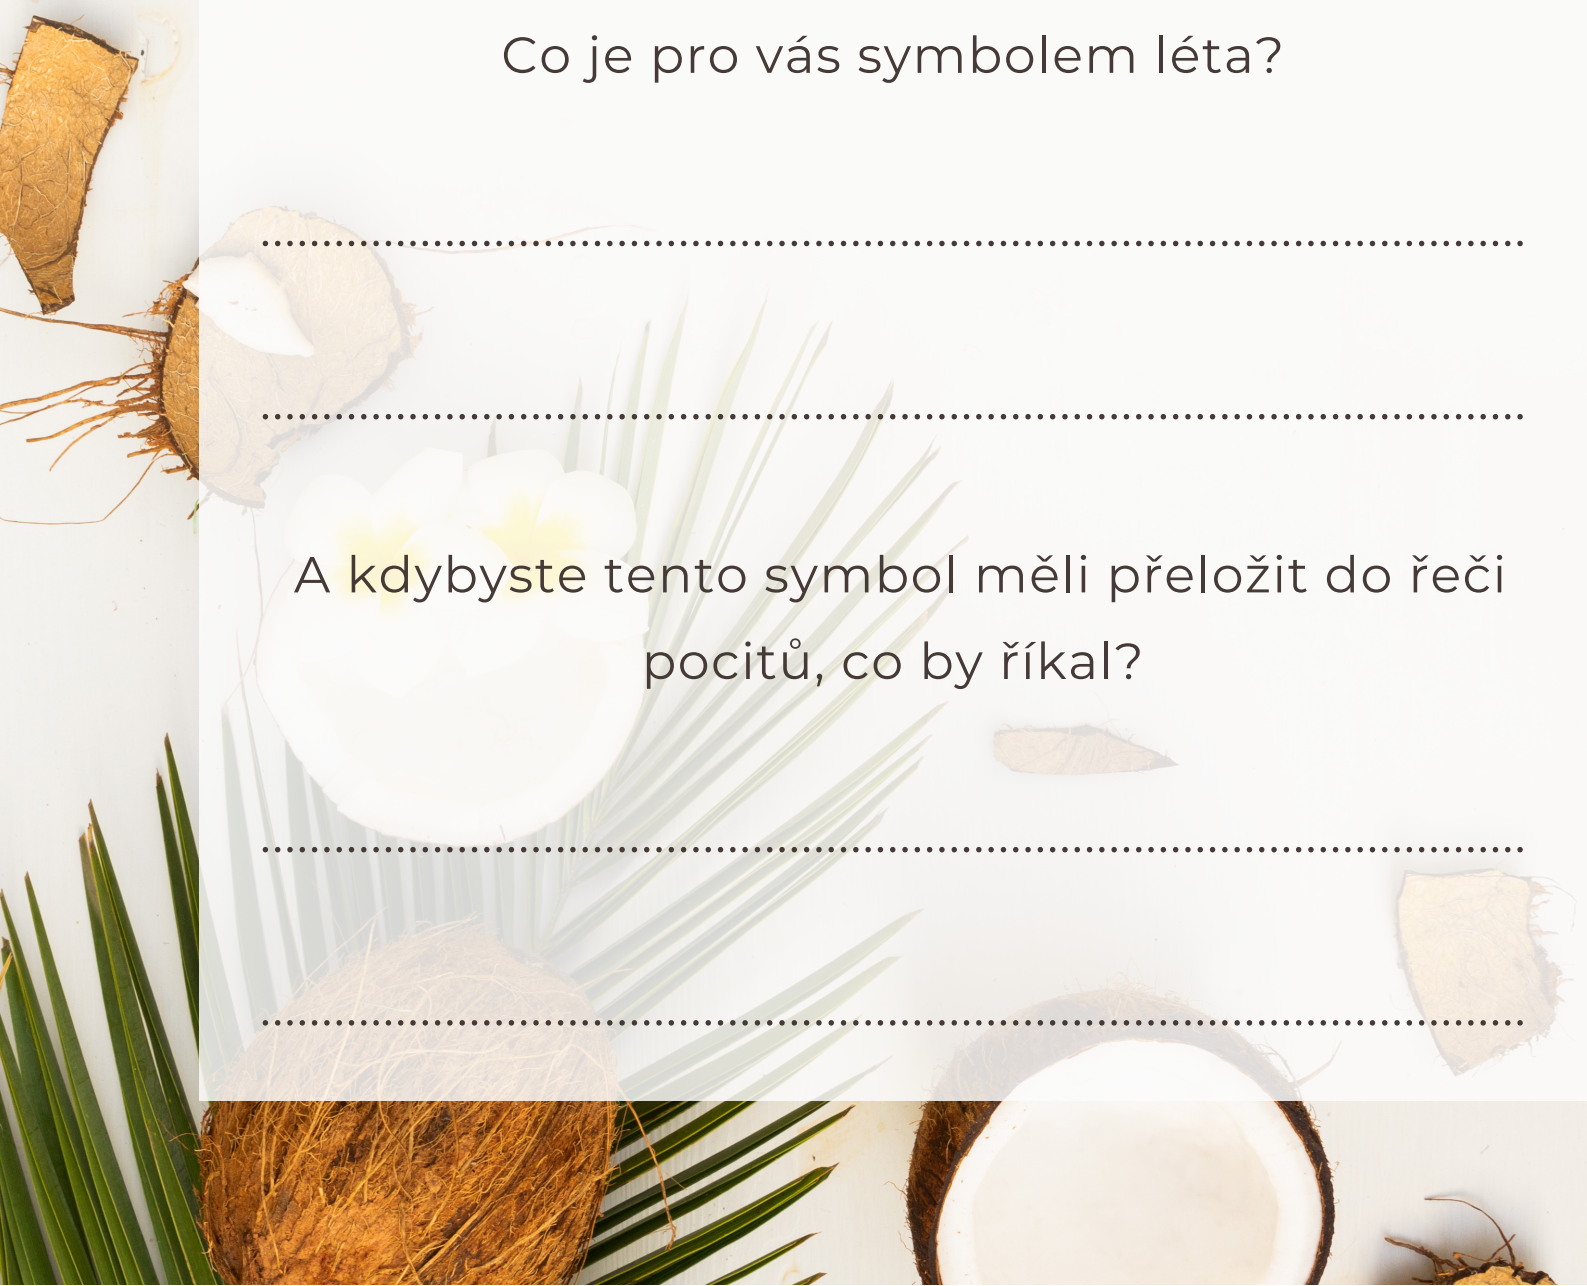 Co je pro vás symbolem léta?
A kdybyste tento symbol měli přeložit do řeči
pocitů, co by říkal?